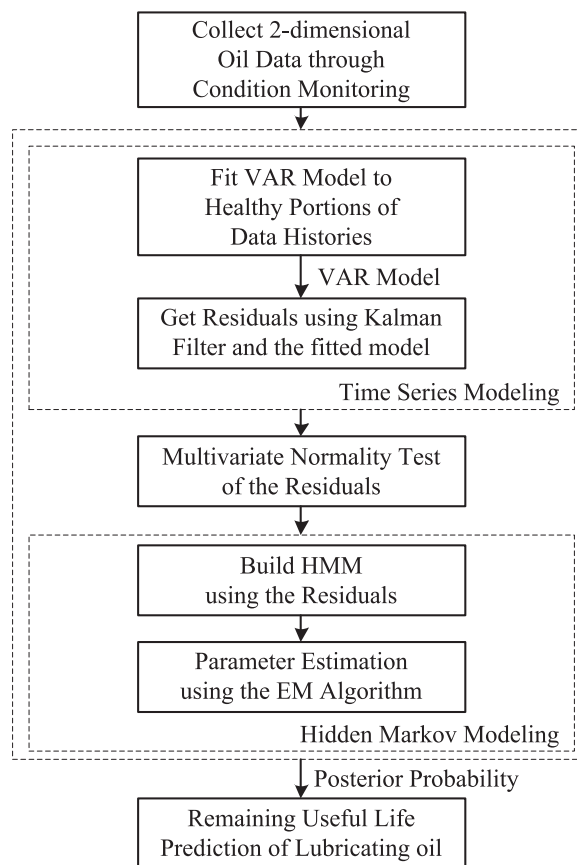 Collect 2-dimensional
Oil Data through
Condition Monitoring
Fit VAR Model to
Healthy Portions of
Data Histories
VAR Model
Get Residuals using Kalman
Filter and the fitted model
Time Series Modeling
Multivariate Normality Test
of the Residuals
Build HMM
using the Residuals
Parameter Estimation
using the EM Algorithm
Hidden Markov Modeling
Posterior Probability
Remaining Useful Life
Prediction of Lubricating oil